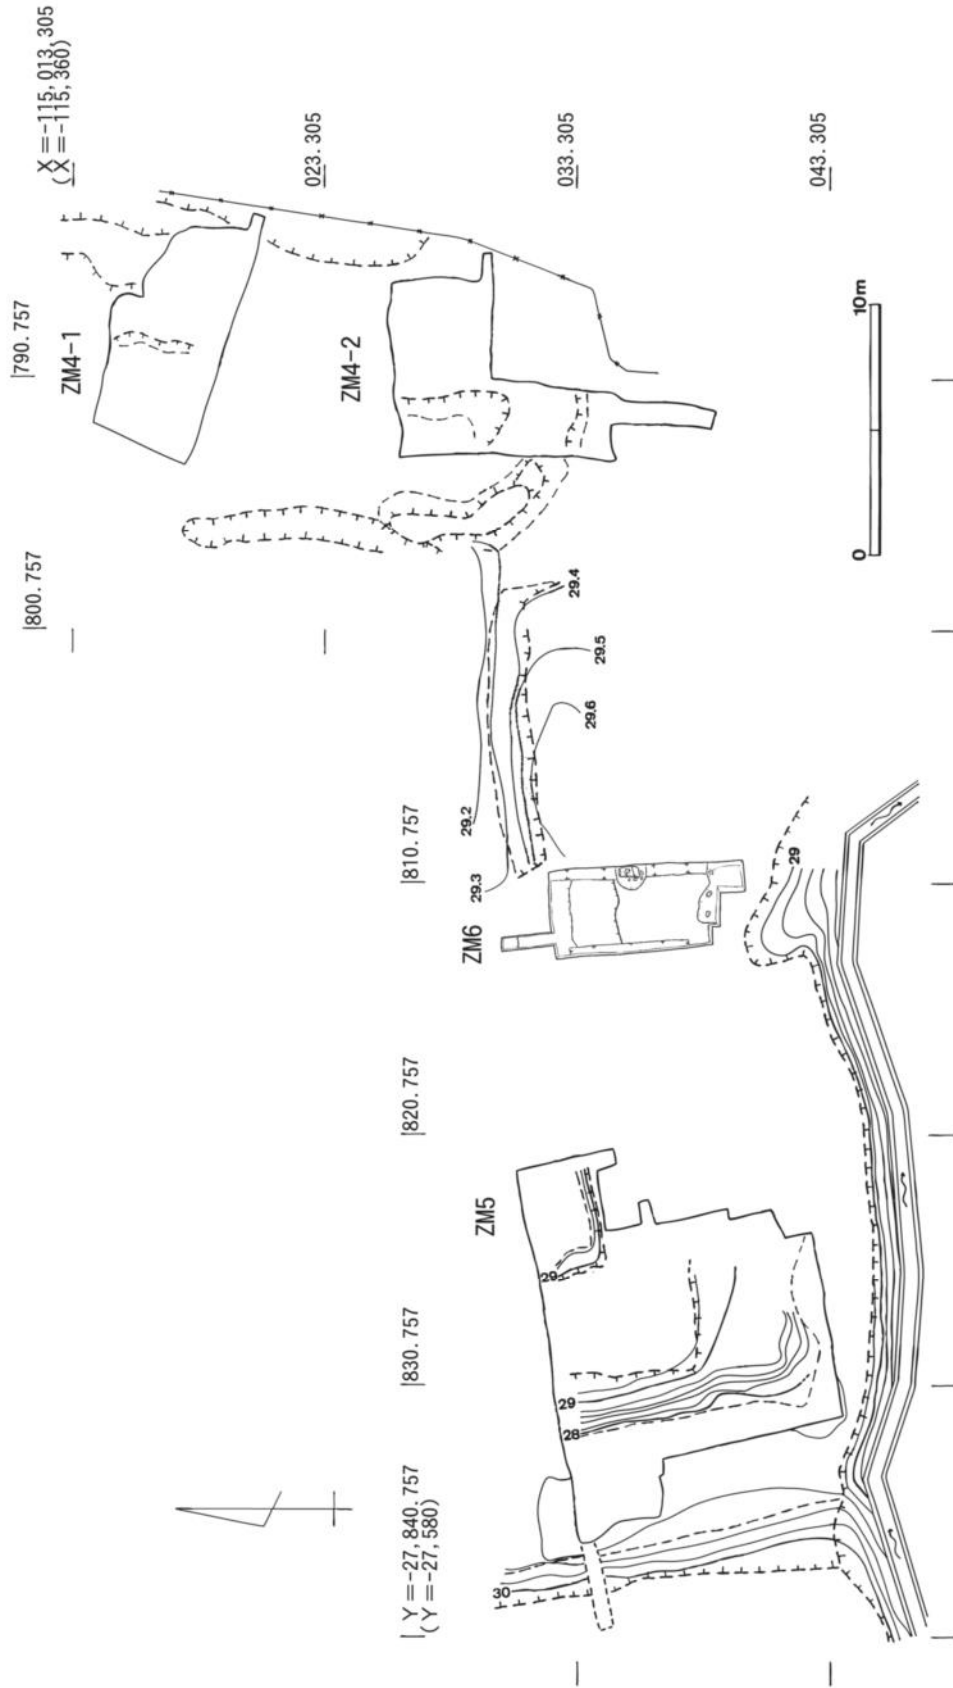 X =-115, 013. 305
(X =-115, 360)
023. 305
033. 305
043. 305
790. 757
800. 757
810. 757
820. 757
830. 757
Y =-27, 840. 757
(Y =-27, 580)
ZM4-1
ZM4-2
ZM6
ZM5
0
10m
29.2
29.3
29.4
29.5
29.6
29
29
29
28
30